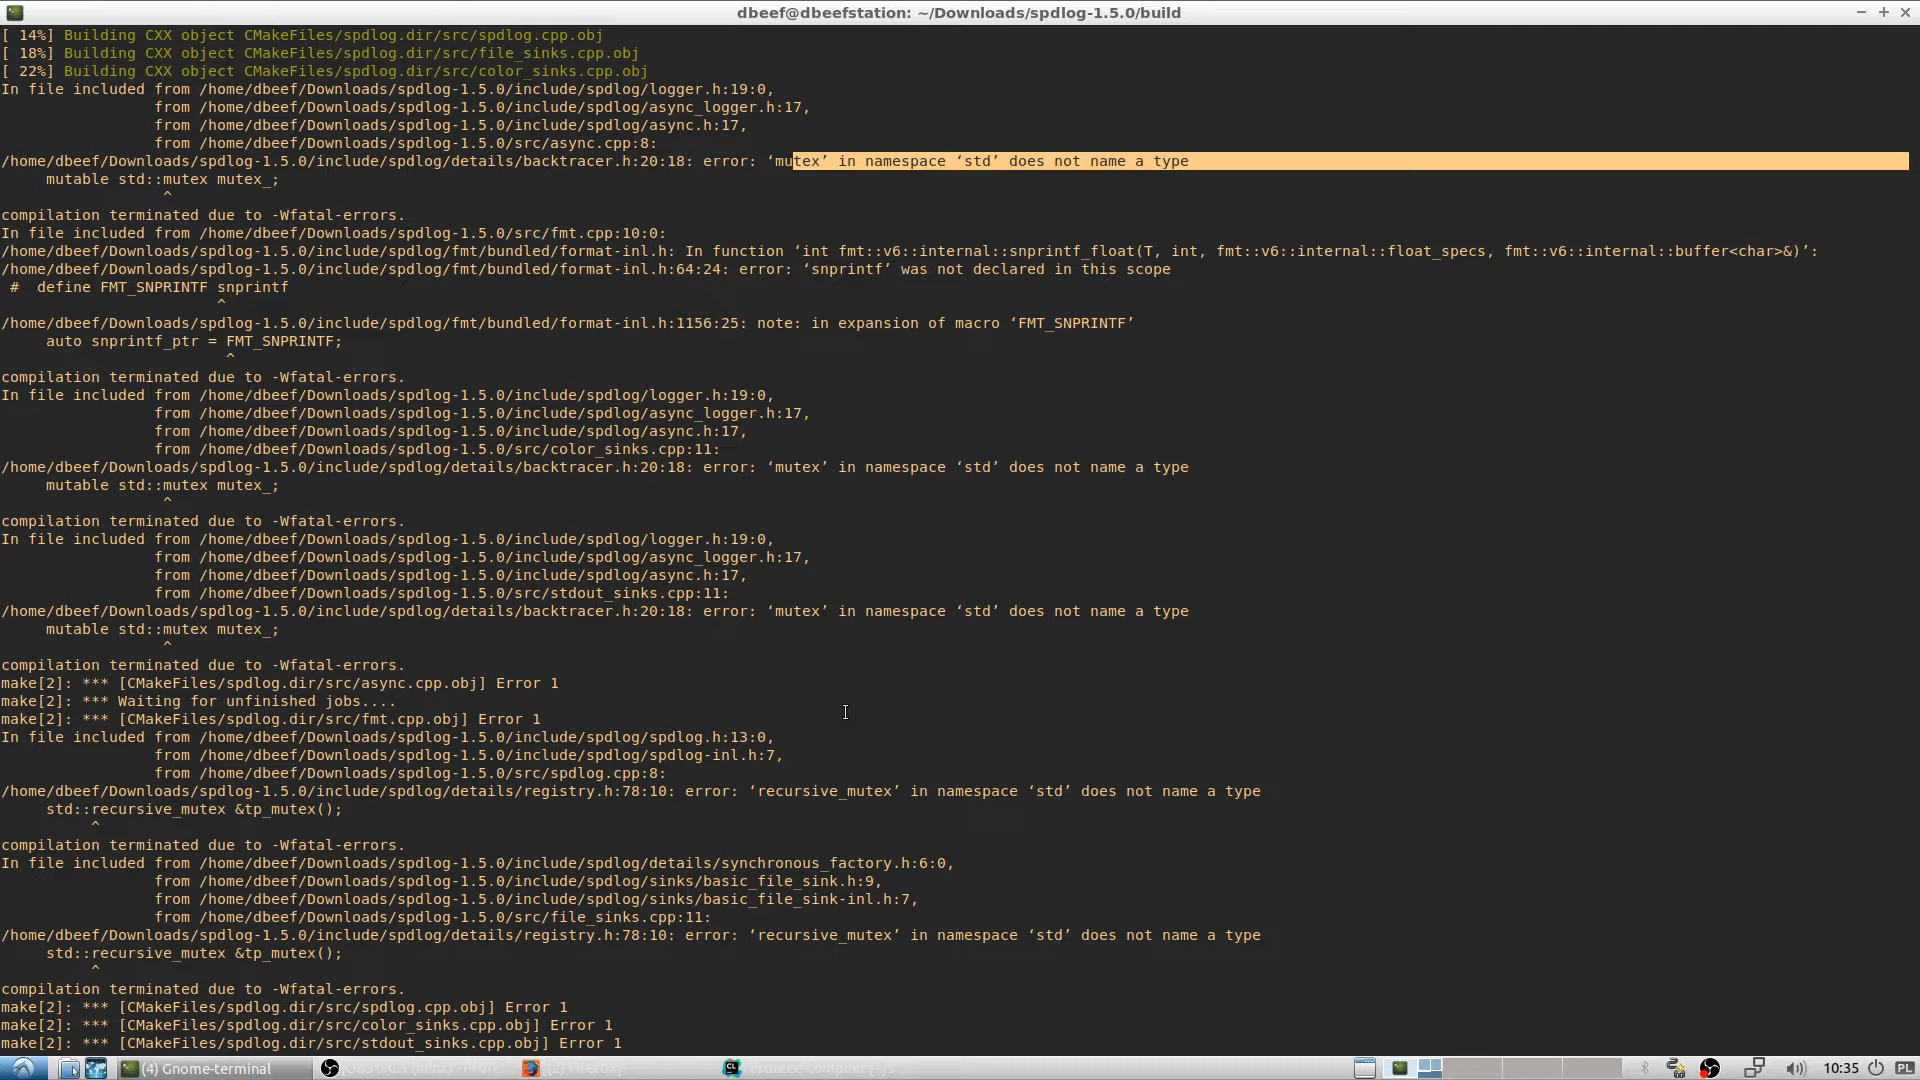 dbeef@dbeefstation: ~/Downloads/spdlog-1.5.0/build
[ 14%] Building CXX object CMakeFiles/spdlog.dir/src/spdlog.cpp.obj
[ 18%] Building CXX object CMakeFiles/spdlog.dir/src/file_sinks.cpp.obj
[ 22%] Building CXX object CMakeFiles/spdlog.dir/src/color_sinks.cpp.obj
In file included from /home/dbeef/Downloads/spdlog-1.5.0/include/spdlog/logger.h:19:0,
                 from /home/dbeef/Downloads/spdlog-1.5.0/include/spdlog/async_logger.h:17,
                 from /home/dbeef/Downloads/spdlog-1.5.0/include/spdlog/async.h:17,
                 from /home/dbeef/Downloads/spdlog-1.5.0/src/async.cpp:8:
/home/dbeef/Downloads/spdlog-1.5.0/include/spdlog/details/backtracer.h:20:18: error: ‘mutex’ in namespace ‘std’ does not name a type
     mutable std::mutex mutex_;
                  ^
compilation terminated due to -Wfatal-errors.
In file included from /home/dbeef/Downloads/spdlog-1.5.0/src/fmt.cpp:10:0:
/home/dbeef/Downloads/spdlog-1.5.0/include/spdlog/fmt/bundled/format-inl.h: In function ‘int fmt::v6::internal::snprintf_float(T, int, fmt::v6::internal::float_specs, fmt::v6::internal::buffer<char>&)’:
/home/dbeef/Downloads/spdlog-1.5.0/include/spdlog/fmt/bundled/format-inl.h:64:24: error: ‘snprintf’ was not declared in this scope
 #  define FMT_SNPRINTF snprintf
                        ^
/home/dbeef/Downloads/spdlog-1.5.0/include/spdlog/fmt/bundled/format-inl.h:1156:25: note: in expansion of macro ‘FMT_SNPRINTF’
     auto snprintf_ptr = FMT_SNPRINTF;
                         ^
compilation terminated due to -Wfatal-errors.
In file included from /home/dbeef/Downloads/spdlog-1.5.0/include/spdlog/logger.h:19:0,
                 from /home/dbeef/Downloads/spdlog-1.5.0/include/spdlog/async_logger.h:17,
                 from /home/dbeef/Downloads/spdlog-1.5.0/include/spdlog/async.h:17,
                 from /home/dbeef/Downloads/spdlog-1.5.0/src/color_sinks.cpp:11:
/home/dbeef/Downloads/spdlog-1.5.0/include/spdlog/details/backtracer.h:20:18: error: ‘mutex’ in namespace ‘std’ does not name a type
     mutable std::mutex mutex_;
                  ^
compilation terminated due to -Wfatal-errors.
In file included from /home/dbeef/Downloads/spdlog-1.5.0/include/spdlog/logger.h:19:0,
                 from /home/dbeef/Downloads/spdlog-1.5.0/include/spdlog/async_logger.h:17,
                 from /home/dbeef/Downloads/spdlog-1.5.0/include/spdlog/async.h:17,
                 from /home/dbeef/Downloads/spdlog-1.5.0/src/stdout_sinks.cpp:11:
/home/dbeef/Downloads/spdlog-1.5.0/include/spdlog/details/backtracer.h:20:18: error: ‘mutex’ in namespace ‘std’ does not name a type
     mutable std::mutex mutex_;
                  ^
compilation terminated due to -Wfatal-errors.
make[2]: *** [CMakeFiles/spdlog.dir/src/async.cpp.obj] Error 1
make[2]: *** Waiting for unfinished jobs....
make[2]: *** [CMakeFiles/spdlog.dir/src/fmt.cpp.obj] Error 1
In file included from /home/dbeef/Downloads/spdlog-1.5.0/include/spdlog/spdlog.h:13:0,
                 from /home/dbeef/Downloads/spdlog-1.5.0/include/spdlog/spdlog-inl.h:7,
                 from /home/dbeef/Downloads/spdlog-1.5.0/src/spdlog.cpp:8:
/home/dbeef/Downloads/spdlog-1.5.0/include/spdlog/details/registry.h:78:10: error: ‘recursive_mutex’ in namespace ‘std’ does not name a type
     std::recursive_mutex &tp_mutex();
          ^
compilation terminated due to -Wfatal-errors.
In file included from /home/dbeef/Downloads/spdlog-1.5.0/include/spdlog/details/synchronous_factory.h:6:0,
                 from /home/dbeef/Downloads/spdlog-1.5.0/include/spdlog/sinks/basic_file_sink.h:9,
                 from /home/dbeef/Downloads/spdlog-1.5.0/include/spdlog/sinks/basic_file_sink-inl.h:7,
                 from /home/dbeef/Downloads/spdlog-1.5.0/src/file_sinks.cpp:11:
/home/dbeef/Downloads/spdlog-1.5.0/include/spdlog/details/registry.h:78:10: error: ‘recursive_mutex’ in namespace ‘std’ does not name a type
     std::recursive_mutex &tp_mutex();
          ^
compilation terminated due to -Wfatal-errors.
make[2]: *** [CMakeFiles/spdlog.dir/src/spdlog.cpp.obj] Error 1
make[2]: *** [CMakeFiles/spdlog.dir/src/color_sinks.cpp.obj] Error 1
make[2]: *** [CMakeFiles/spdlog.dir/src/stdout_sinks.cpp.obj] Error 1
(4) Gnome-terminal
CL
10:35
PL